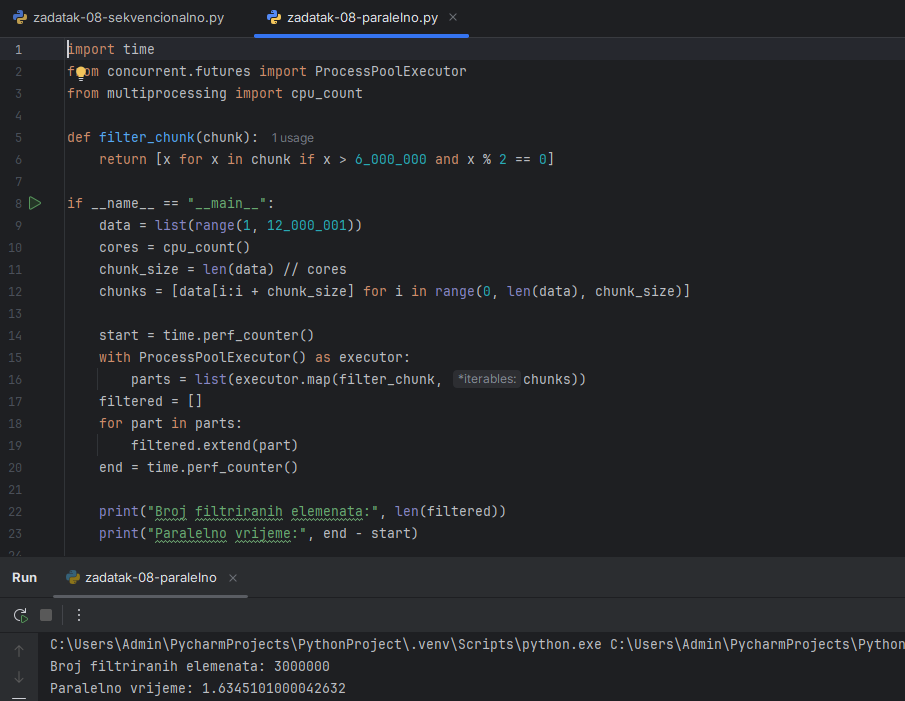 zadatak-08-sekvencionalno.py zadatak-08-paralelno.py
1 import time
2 from concurrent.futures import ProcessPoolExecutor
3 from multiprocessing import cpu_count
4
5 def filter_chunk(chunk): 1 usage
6 return [x for x in chunk if x > 6_000_000 and x % 2 == 0]
7
8 if __name__ == "__main__":
9 data = list(range(1, 12_000_001))
10 cores = cpu_count()
11 chunk_size = len(data) // cores
12 chunks = [data[i:i + chunk_size] for i in range(0, len(data), chunk_size)]
13
14 start = time.perf_counter()
15 with ProcessPoolExecutor() as executor:
16 parts = list(executor.map(filter_chunk, *iterables: chunks))
17 filtered = []
18 for part in parts:
19 filtered.extend(part)
20 end = time.perf_counter()
21
22 print("Broj filtriranih elemenata:", len(filtered))
23 print("Paralelno vrijeme:", end - start)
24
Run zadatak-08-paralelno
C:\Users\Admin\PycharmProjects\PythonProject\.venv\Scripts\python.exe C:\Users\Admin\PycharmProjects\Python
Broj filtriranih elemenata: 3000000
Paralelno vrijeme: 1.6345101000042632